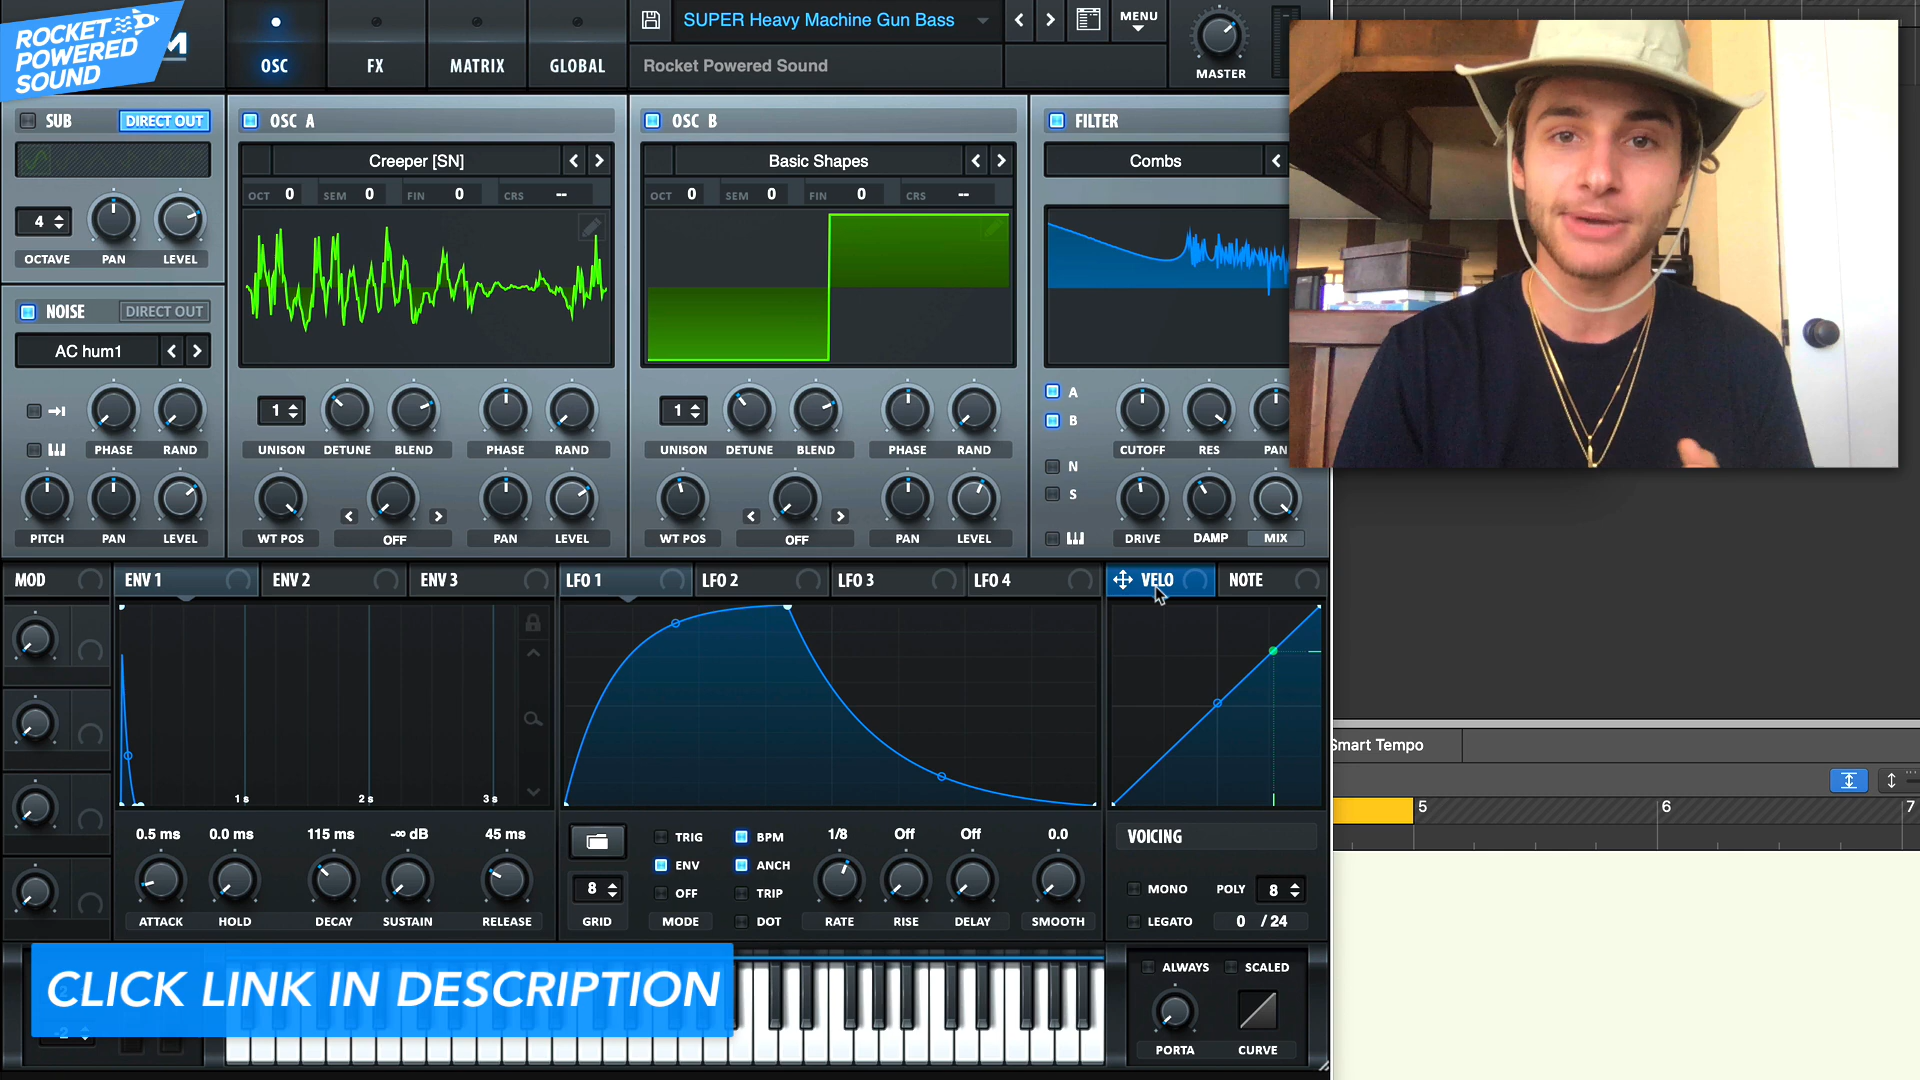 ROCKET
POWERED
SOUND
M
OSC
FX
MATRIX
GLOBAL
SUPER Heavy Machine Gun Bass
Rocket Powered Sound
MENU
MASTER
SUB
DIRECT OUT
4
OCTAVE
PAN
LEVEL
NOISE
DIRECT OUT
AC hum1
PHASE
RAND
PITCH
PAN
LEVEL
OSC A
Creeper [SN]
OCT 0 SEM 0 FIN 0 CRS --
1
UNISON
DETUNE
BLEND
PHASE
RAND
WT POS
OFF
PAN
LEVEL
OSC B
Basic Shapes
OCT 0 SEM 0 FIN 0 CRS --
1
UNISON
DETUNE
BLEND
PHASE
RAND
WT POS
OFF
PAN
LEVEL
FILTER
Combs
A
B
N
S
CUTOFF
RES
PAN
DRIVE
DAMP
MIX
MOD
ENV 1
ENV 2
ENV 3
LFO 1
LFO 2
LFO 3
LFO 4
VELO
NOTE
1 s
2 s
3 s
0.5 ms
0.0 ms
115 ms
-∞ dB
45 ms
ATTACK
HOLD
DECAY
SUSTAIN
RELEASE
8
GRID
TRIG
ENV
OFF
MODE
BPM
ANCH
TRIP
DOT
1/8
Off
Off
0.0
RATE
RISE
DELAY
SMOOTH
VOICING
MONO
POLY
8
LEGATO
0 / 24
ALWAYS
SCALED
PORTA
CURVE
CLICK LINK IN DESCRIPTION
-2
Smart Tempo
5
6
7